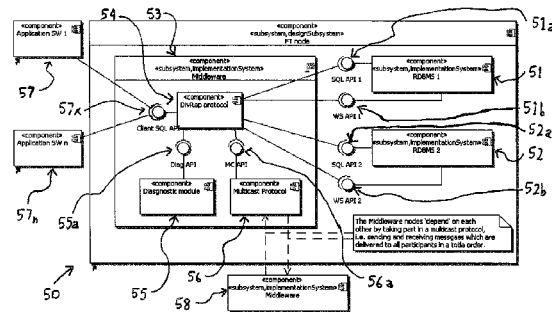 «component»
Application SW 1
57
54
53
«component»
«subsystem,designSubsystem»
FT node
51a
«component»
«subsystem,ImplementationSystem»
Middleware
«component»
DivRep protocol
57x
Client SQL API
SQL API 1
«component»
«subsystem,ImplementationSystem»
RDBMS 1
51
WS API 1
51b
52a
«component»
Application SW n
57n
SQL API 2
«component»
«subsystem,ImplementationSystem»
RDBMS 2
52
WS API 2
52b
Diag API
MC API
55a
«component»
Diagnostic module
«component»
Multicast Protocol
The Middleware nodes 'depend' on each
other by taking part in a multicast protocol,
i.e. sending and receiving messages which are
delivered to all participants in a total order.
50
55
56
56a
«component»
«subsystem,ImplementationSystem»
Middleware
58